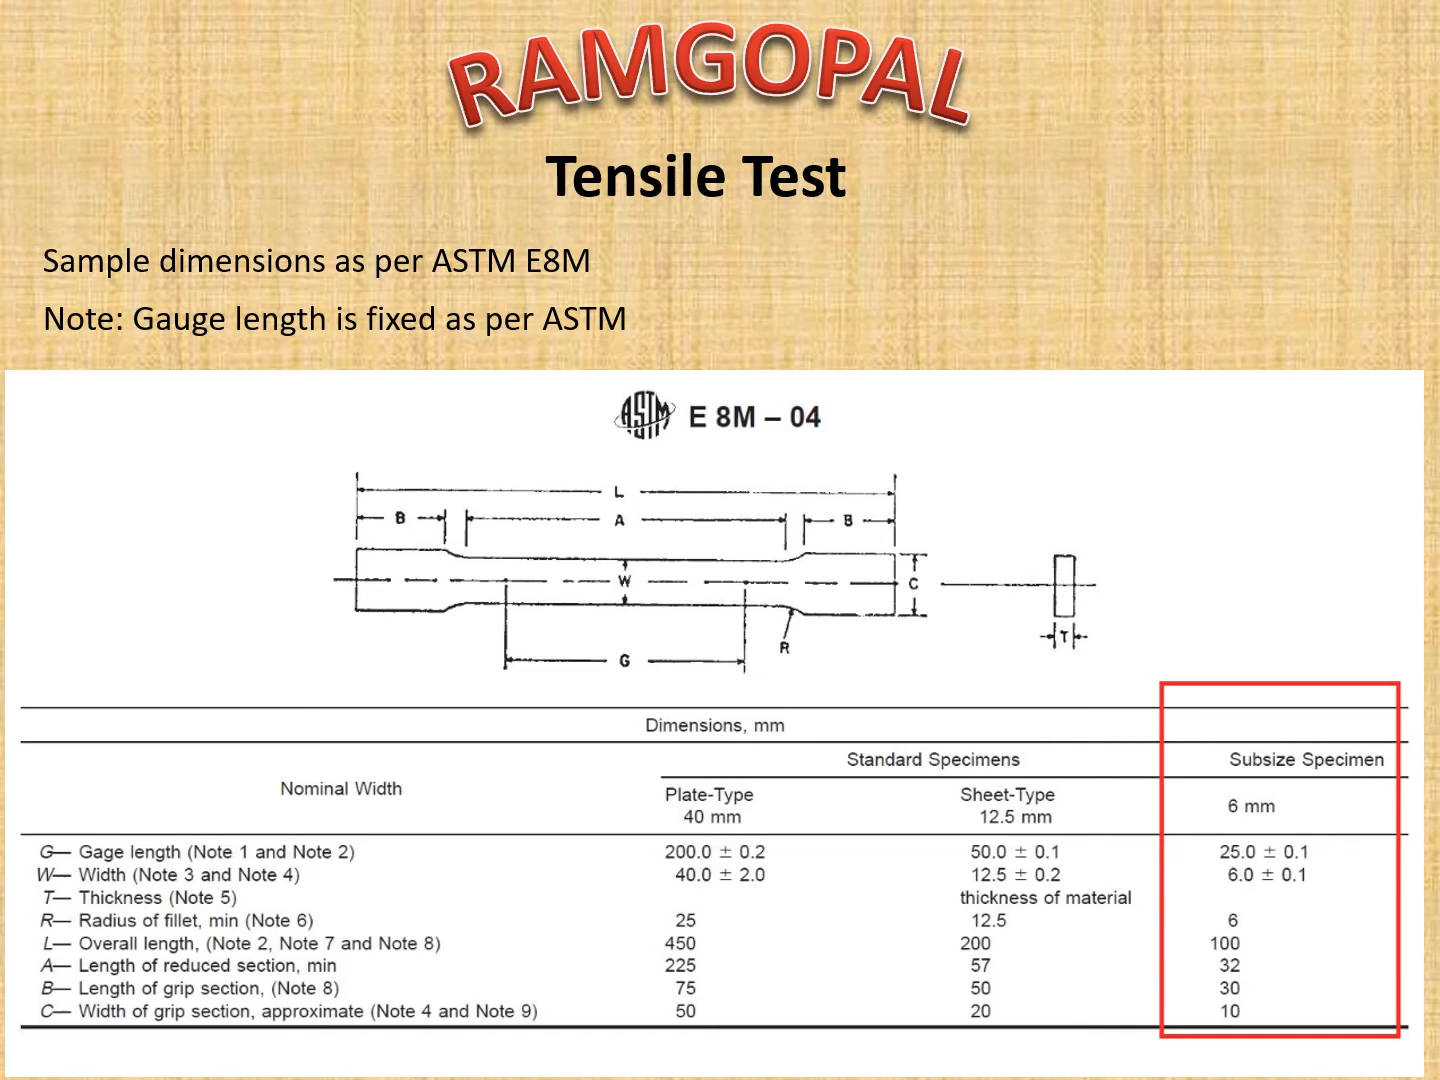 RAMGOPAL
Tensile Test
Sample dimensions as per ASTM E8M
Note: Gauge length is fixed as per ASTM
ASTM E 8M – 04
L
B A B
W C
T
R
G
Dimensions, mm
Nominal Width Standard Specimens Subsize Specimen
Plate-Type Sheet-Type 6 mm
40 mm 12.5 mm
G— Gage length (Note 1 and Note 2) 200.0 ± 0.2 50.0 ± 0.1 25.0 ± 0.1
W— Width (Note 3 and Note 4) 40.0 ± 2.0 12.5 ± 0.2 6.0 ± 0.1
T— Thickness (Note 5) thickness of material
R— Radius of fillet, min (Note 6) 25 12.5 6
L— Overall length, (Note 2, Note 7 and Note 8) 450 200 100
A— Length of reduced section, min 225 57 32
B— Length of grip section, (Note 8) 75 50 30
C— Width of grip section, approximate (Note 4 and Note 9) 50 20 10